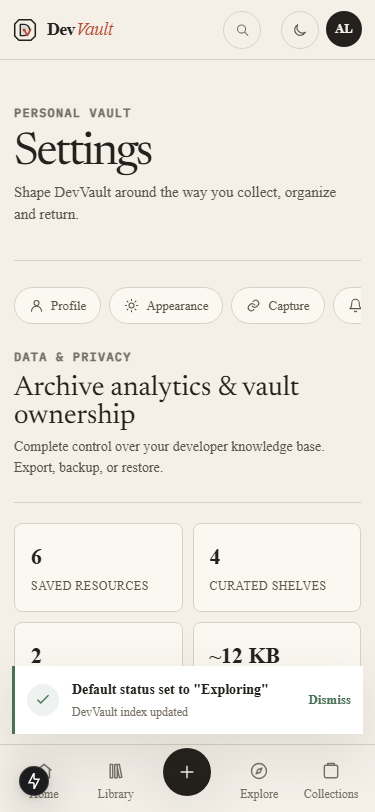 DevVault
AL
PERSONAL VAULT
Settings
Shape DevVault around the way you collect, organize
and return.
Profile
Appearance
Capture
DATA & PRIVACY
Archive analytics & vault
ownership
Complete control over your developer knowledge base.
Export, backup, or restore.
6
SAVED RESOURCES
4
CURATED SHELVES
2
~12 KB
Default status set to "Exploring"
DevVault index updated
Dismiss
Home
Library
Explore
Collections